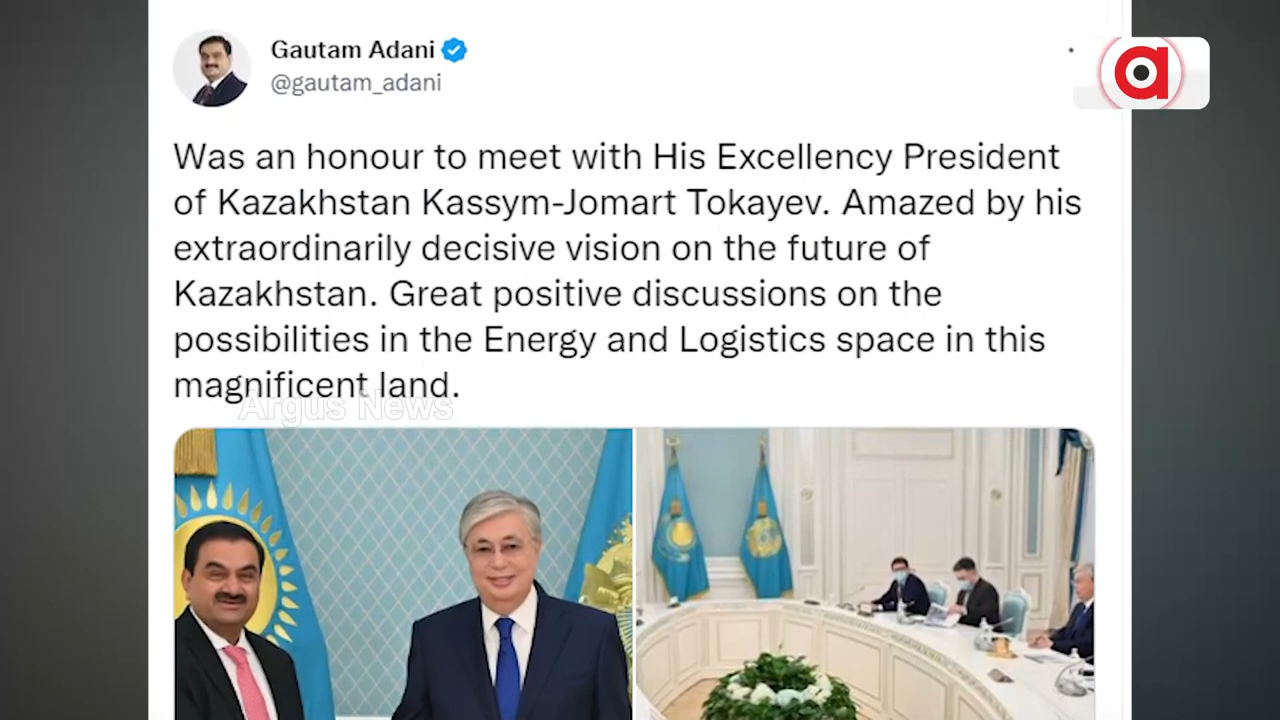 Gautam Adani
@gautam_adani
a
Was an honour to meet with His Excellency President
of Kazakhstan Kassym-Jomart Tokayev. Amazed by his
extraordinarily decisive vision on the future of
Kazakhstan. Great positive discussions on the
possibilities in the Energy and Logistics space in this
magnificent land.
Argus News